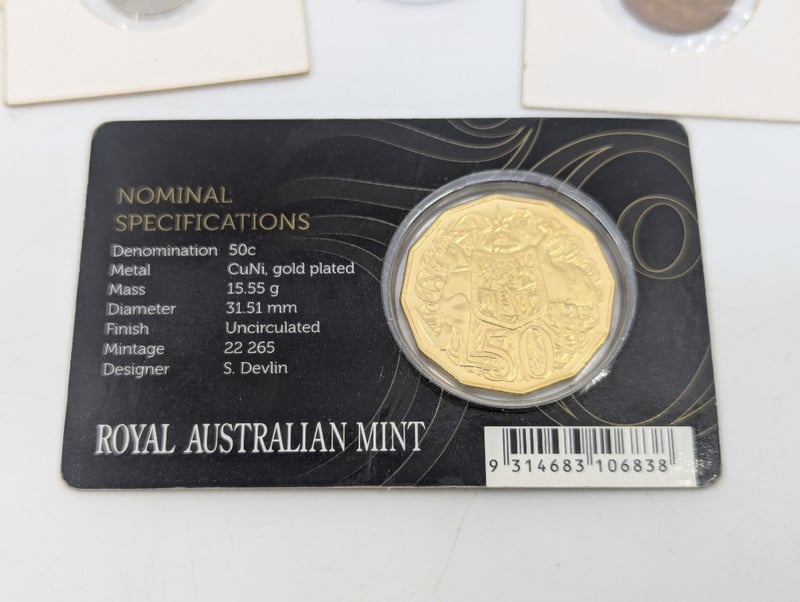 NOMINAL
SPECIFICATIONS
Denomination 50c
Metal CuNi, gold plated
Mass 15.55 g
Diameter 31.51 mm
Finish Uncirculated
Mintage 22 265
Designer S. Devlin
50
ROYAL AUSTRALIAN MINT
9 314683 106838